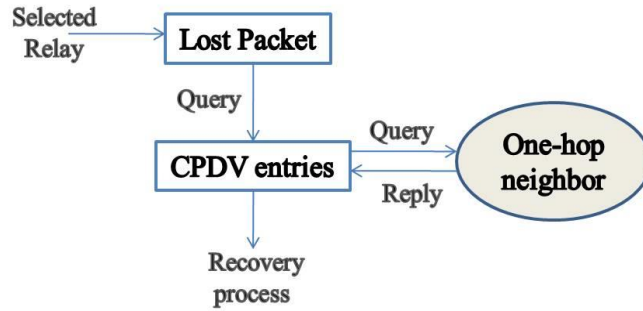 Selected
Relay
Lost Packet
Query
CPDV entries
Query
Reply
One-hop
neighbor
Recovery
process